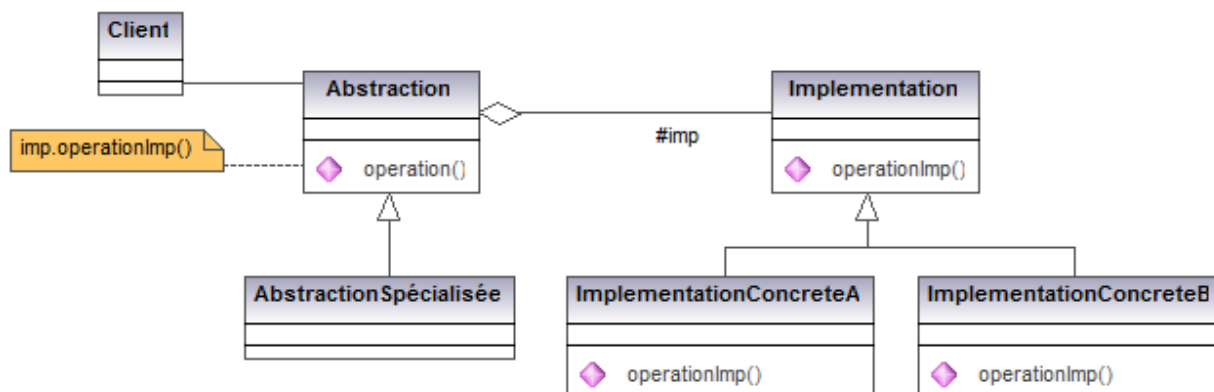 Client
Abstraction
Implementation
imp.operationImp()
#imp
operation()
operationImp()
AbstractionSpécialisée
ImplementationConcreteA
ImplementationConcreteB
operationImp()
operationImp()